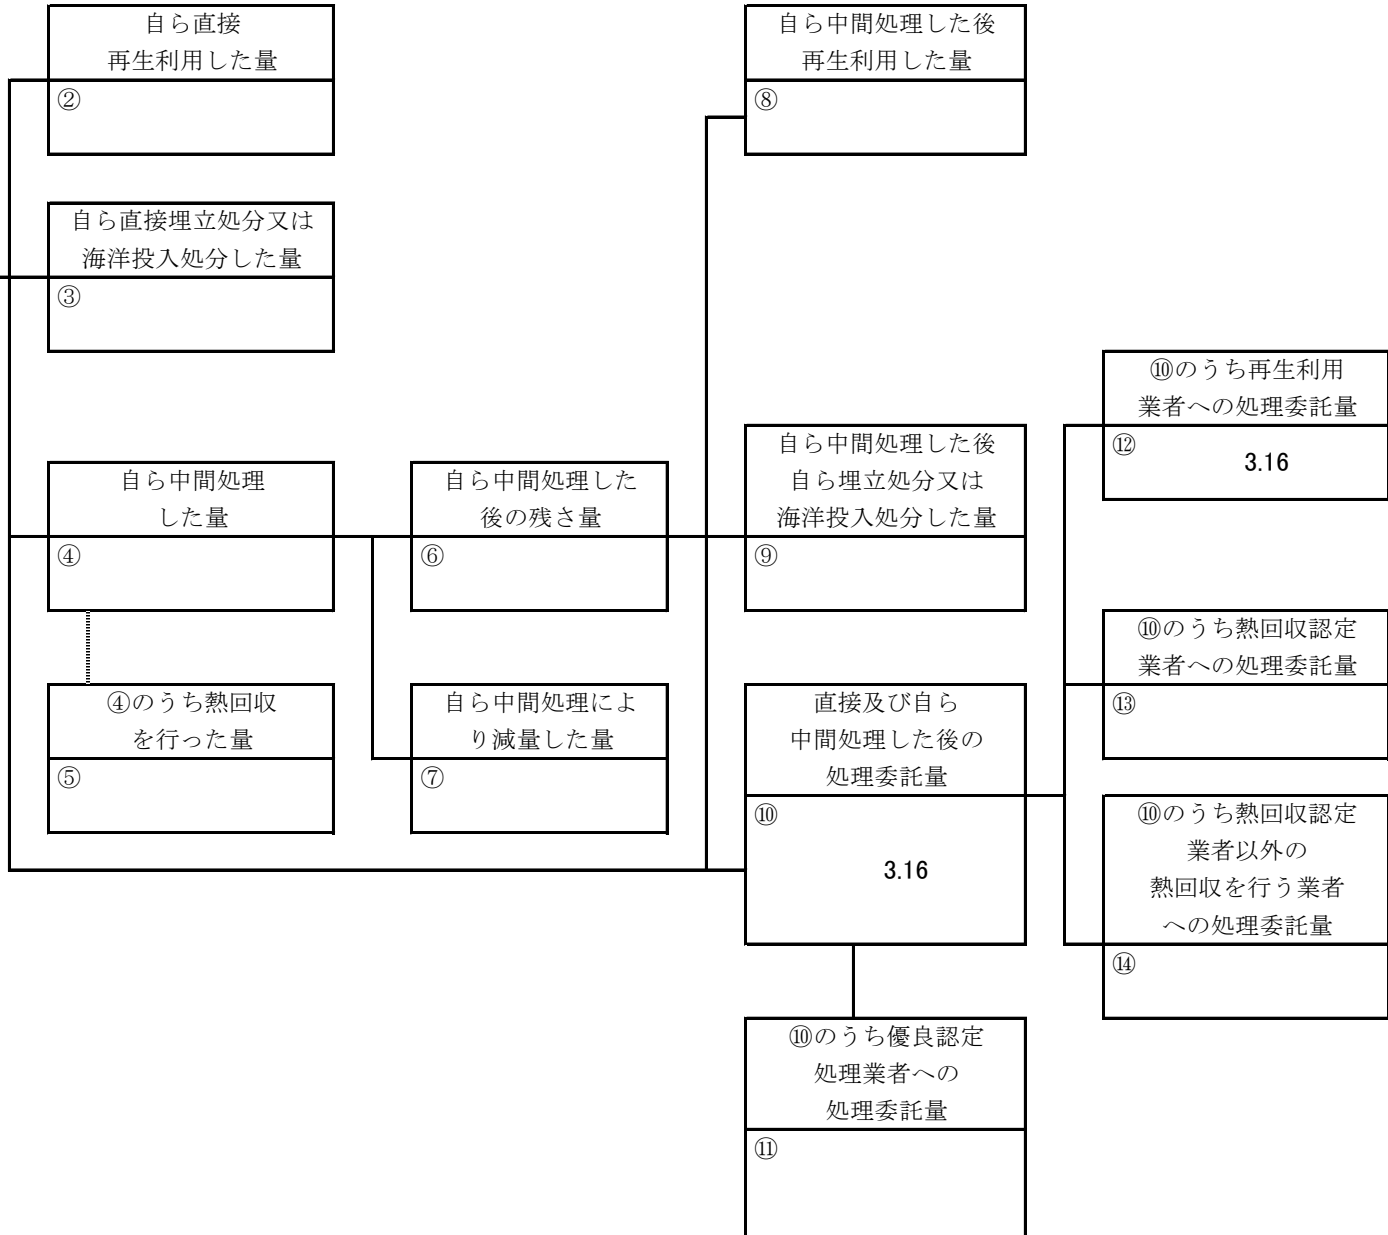 自ら直接
再生利用した量
②
自ら中間処理した後
再生利用した量
⑧
自ら直接埋立処分又は
海洋投入処分した量
③
⑩のうち再生利用
業者への処理委託量
⑫
3.16
自ら中間処理
した量
④
自ら中間処理した
後の残さ量
⑥
自ら中間処理した後
自ら埋立処分又は
海洋投入処分した量
⑨
⑩のうち熱回収認定
業者への処理委託量
⑬
④のうち熱回収
を行った量
⑤
自ら中間処理によ
り減量した量
⑦
直接及び自ら
中間処理した後の
処理委託量
⑩
3.16
⑩のうち熱回収認定
業者以外の
熱回収を行う業者
への処理委託量
⑭
⑩のうち優良認定
処理業者への
処理委託量
⑪